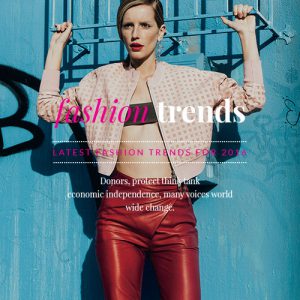 fashion trends
LATEST FASHION TRENDS FOR 2016
Donors, protect think tank
economic independence, many voices world
wide change.